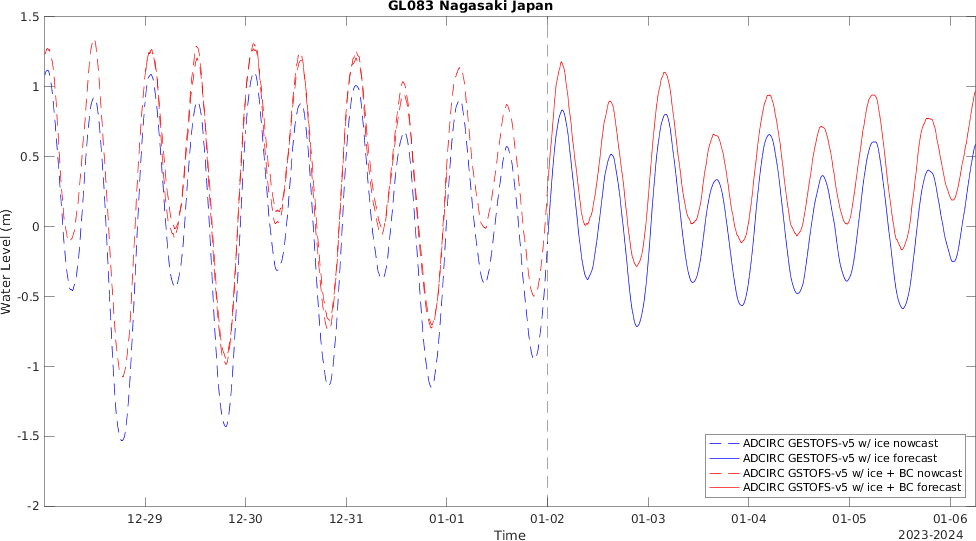 GL083 Nagasaki Japan
Water Level (m)
1.5
1
0.5
0
-0.5
-1
-1.5
-2
ADCIRC GESTOFS-v5 w/ ice nowcast
ADCIRC GESTOFS-v5 w/ ice forecast
ADCIRC GSTOFS-v5 w/ ice + BC nowcast
ADCIRC GSTOFS-v5 w/ ice + BC forecast
12-29 12-30 12-31 01-01 01-02 01-03 01-04 01-05 01-06
Time
2023-2024